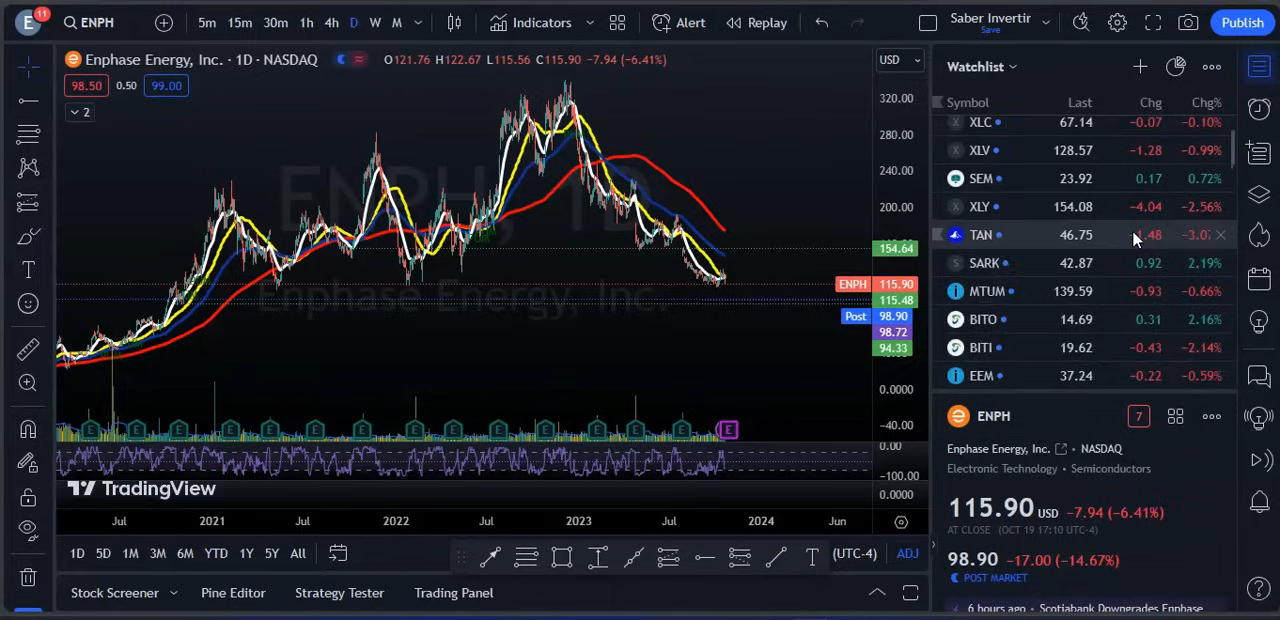 E 11 ENPH 5m 15m 30m 1h 4h D W M Indicators Alert Replay Saber Invertir Save Publish
Enphase Energy, Inc. · 1D · NASDAQ O121.76 H122.67 L115.56 C115.90 −7.94 (−6.41%) USD
98.50 0.50 99.00
2
ENPH, 1D
Enphase Energy, Inc.
320.00
280.00
240.00
200.00
154.64
ENPH 115.90
115.48
Post 98.90
98.72
94.33
0.0000
−40.00
0.00
−100.00
0.0000
E E E E E E E E E E E E E E E
TradingView
Jul 2021 Jul 2022 Jul 2023 Jul 2024 Jun
1D 5D 1M 3M 6M YTD 1Y 5Y All T (UTC-4) ADJ
Stock Screener Pine Editor Strategy Tester Trading Panel
Watchlist
Symbol Last Chg Chg%
XLC 67.14 −0.07 −0.10%
XLV 128.57 −1.28 −0.99%
SEM 23.92 0.17 0.72%
XLY 154.08 −4.04 −2.56%
TAN 46.75
SARK 42.87 0.92 2.19%
MTUM 139.59 −0.93 −0.66%
BITO 14.69 0.31 2.16%
BITI 19.62 −0.43 −2.14%
EEM 37.24 −0.22 −0.59%
ENPH 7
Enphase Energy, Inc. • NASDAQ
Electronic Technology • Semiconductors
115.90 USD −7.94 (−6.41%)
AT CLOSE (OCT 19 17:10 UTC-4)
98.90 −17.00 (−14.67%)
POST MARKET
6 hours ago • Scotiabank Downgrades Enphase